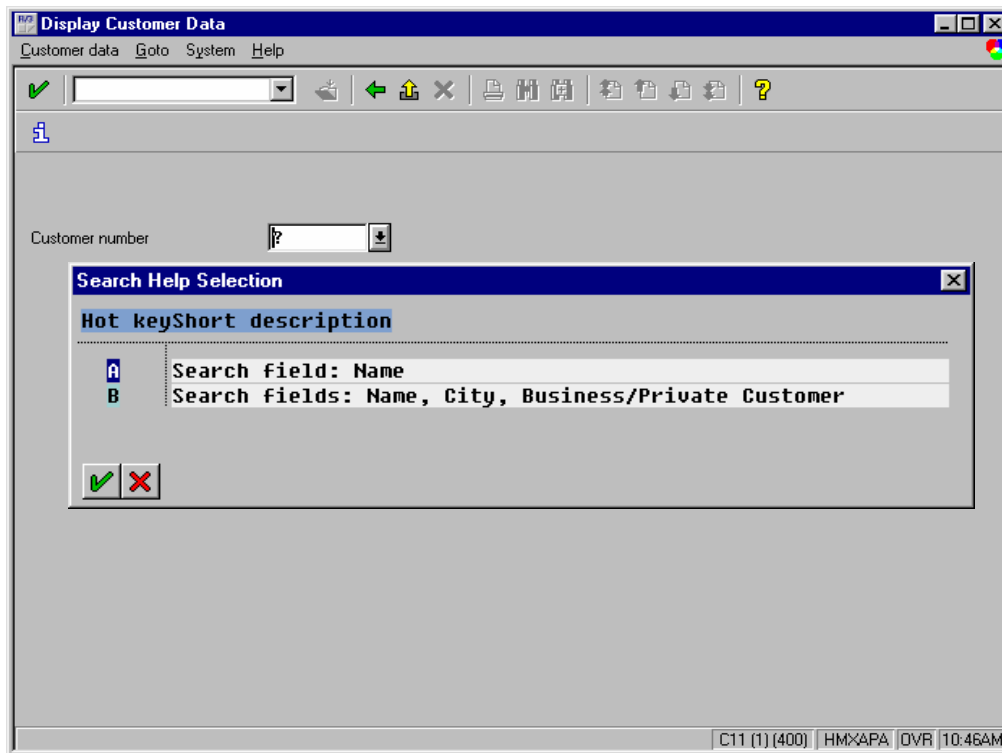 R/3 Display Customer Data
Customer data Goto System Help
Customer number ?
Search Help Selection
Hot keyShort description
A Search field: Name
B Search fields: Name, City, Business/Private Customer
C11 (1) (400) HMXAPA OVR 10:46AM